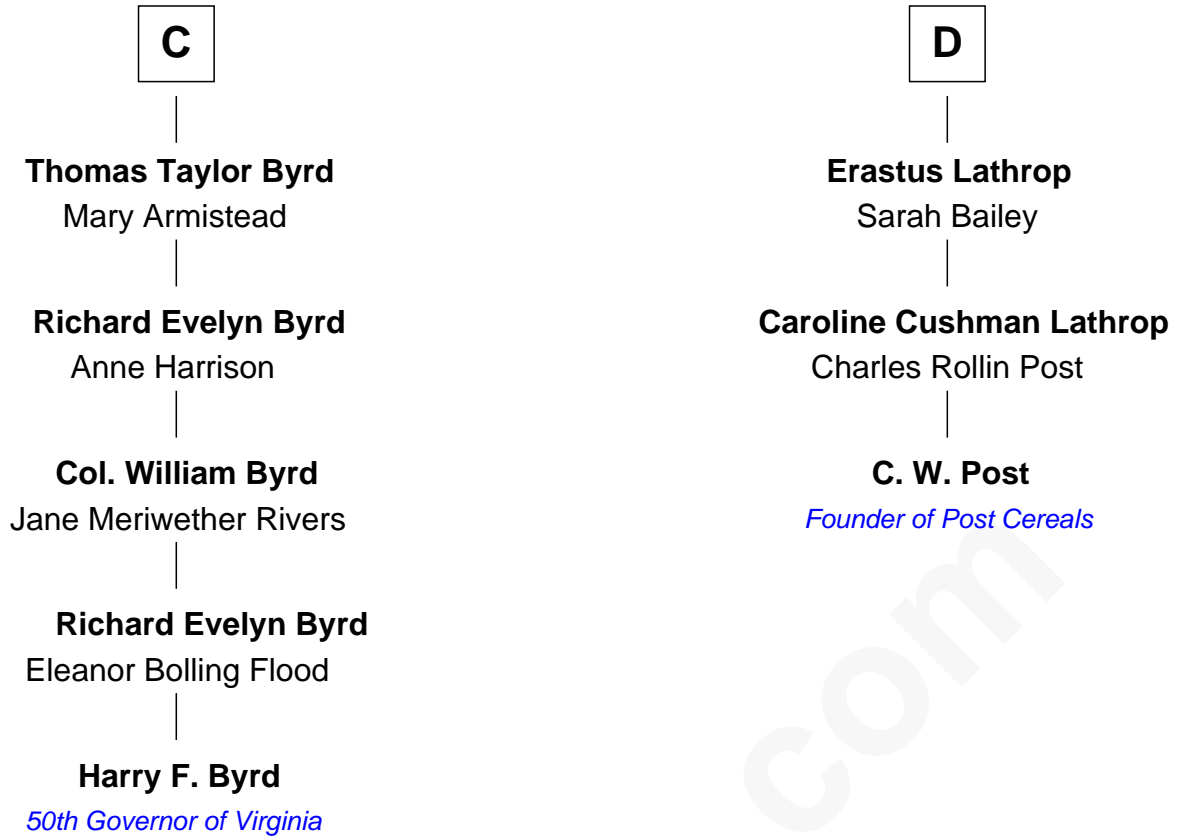 C
Thomas Taylor Byrd
Mary Armistead
Richard Evelyn Byrd
Anne Harrison
Col. William Byrd
Jane Meriwether Rivers
Richard Evelyn Byrd
Eleanor Bolling Flood
Harry F. Byrd
50th Governor of Virginia
D
Erastus Lathrop
Sarah Bailey
Caroline Cushman Lathrop
Charles Rollin Post
C. W. Post
Founder of Post Cereals
com